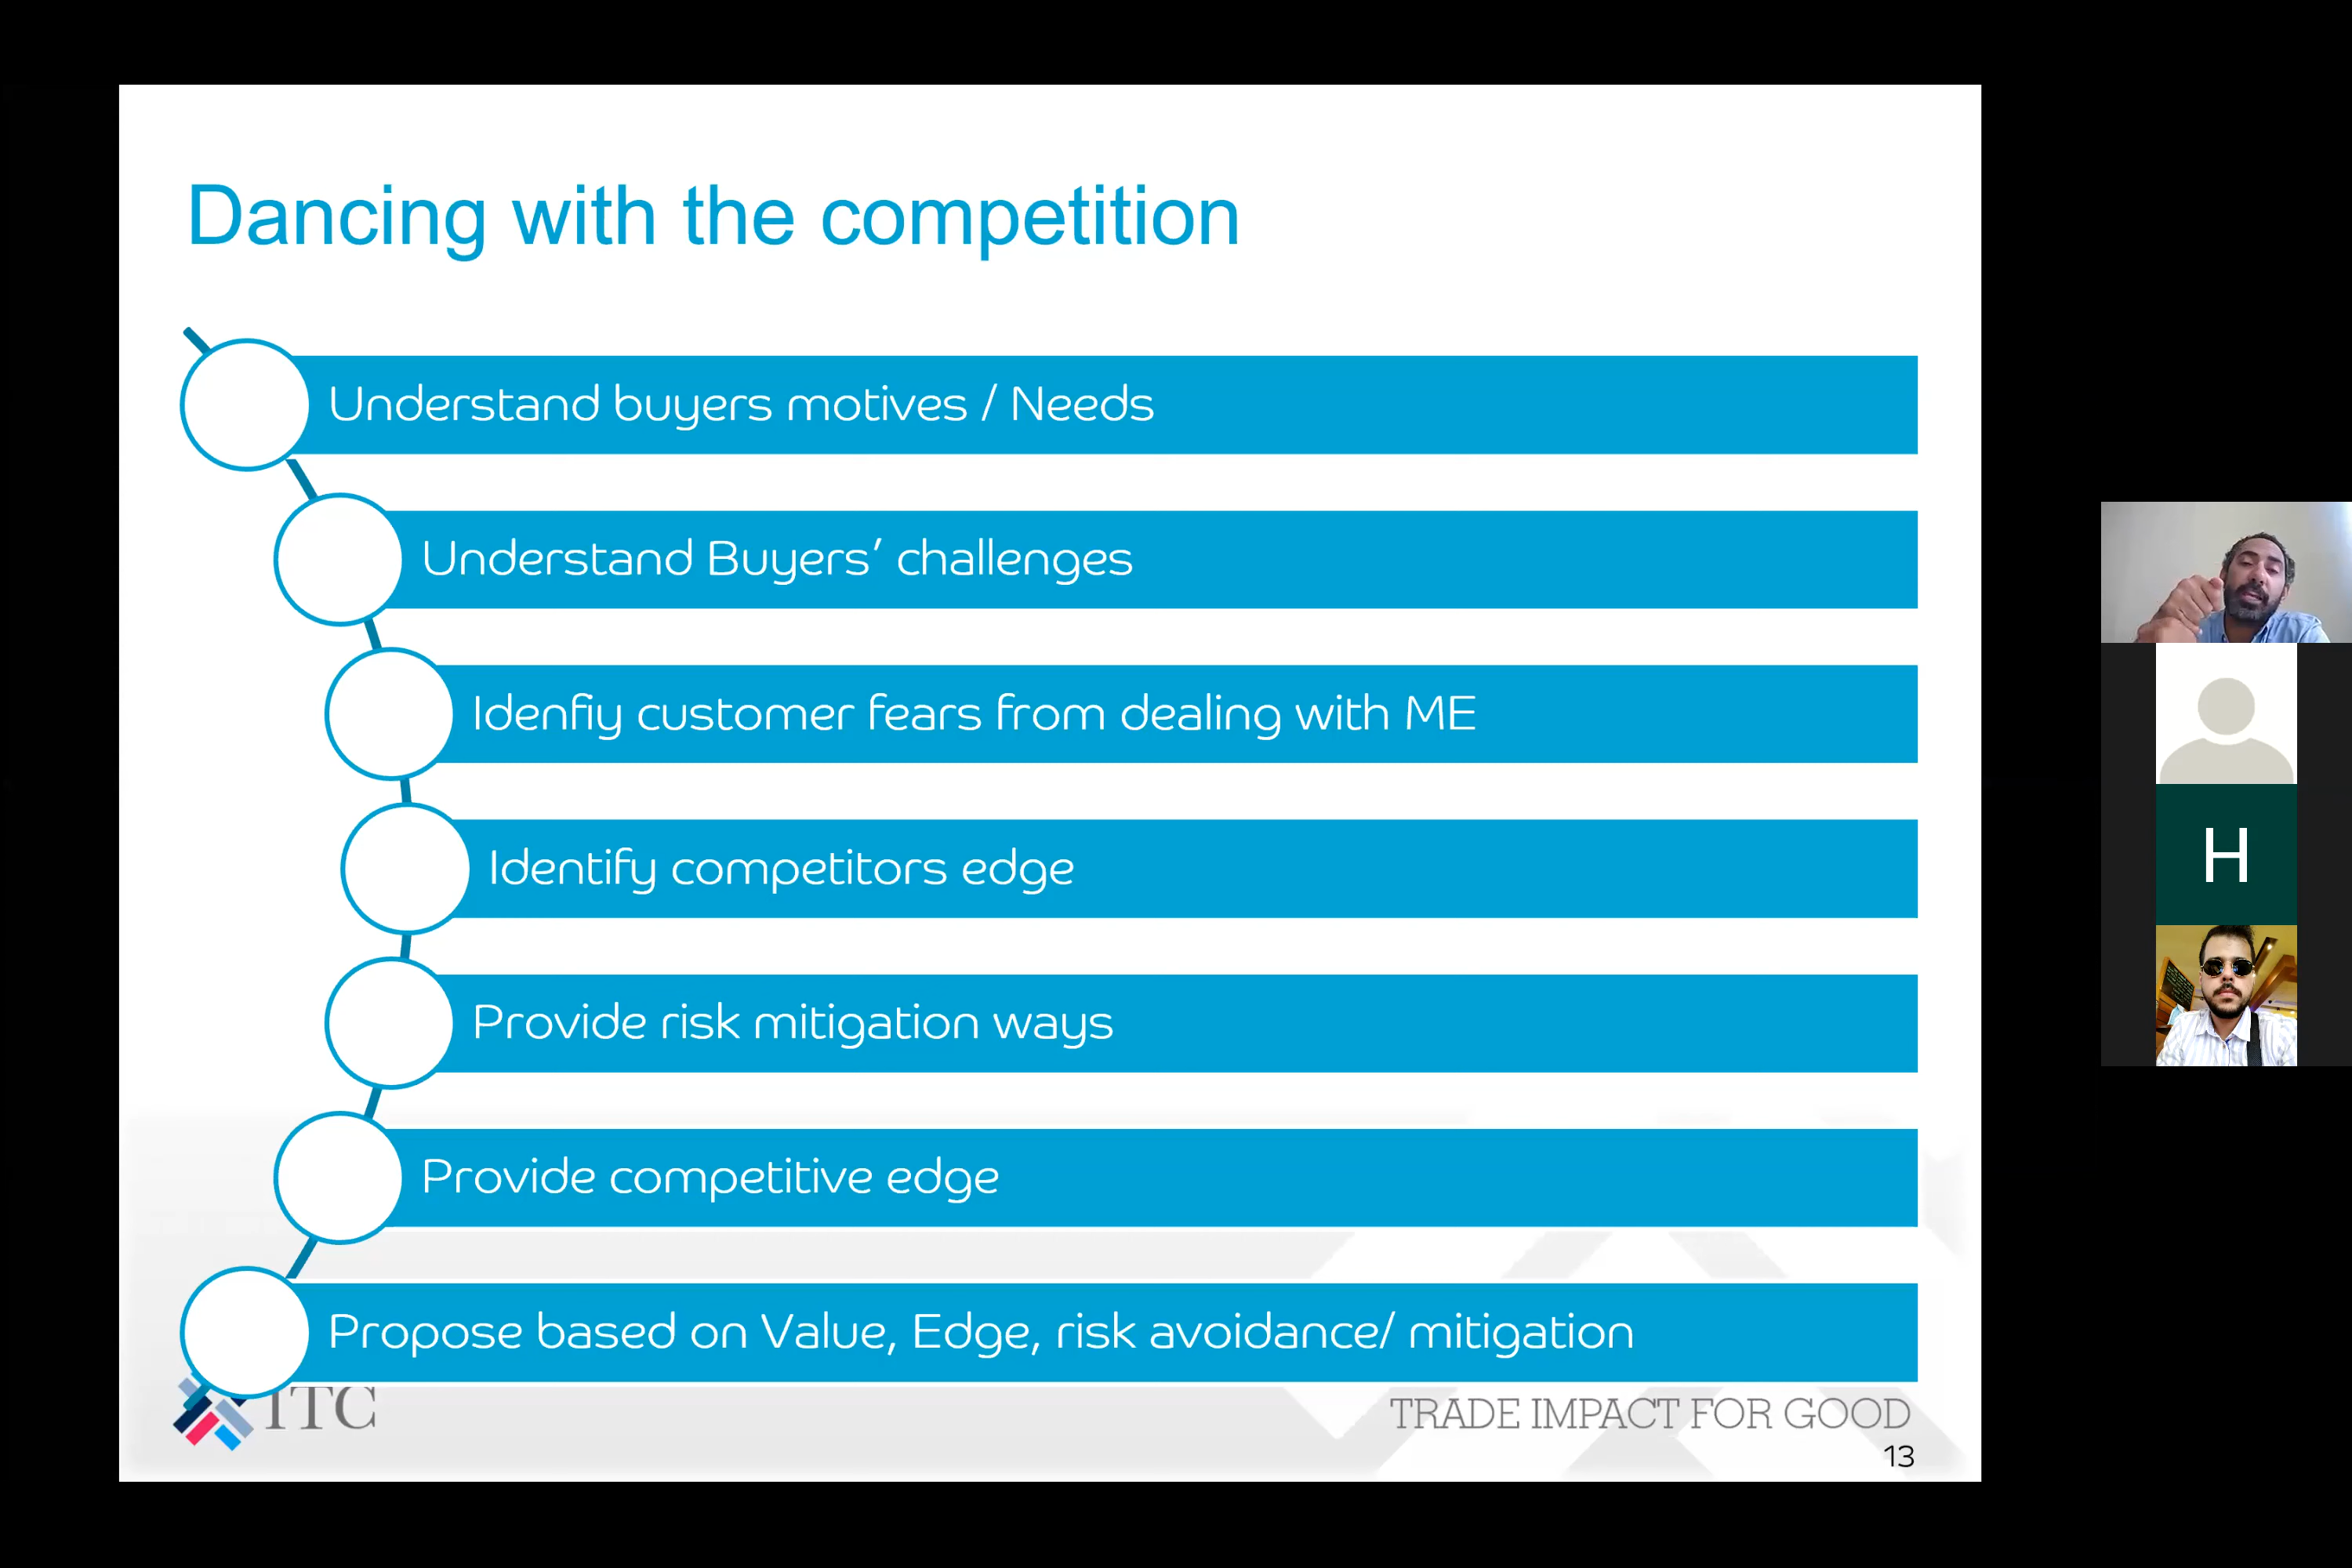 Dancing with the competition
Understand buyers motives / Needs
Understand Buyers’ challenges
Idenfiy customer fears from dealing with ME
Identify competitors edge
Provide risk mitigation ways
Provide competitive edge
Propose based on Value, Edge, risk avoidance/ mitigation
ITC
TRADE IMPACT FOR GOOD
13
H